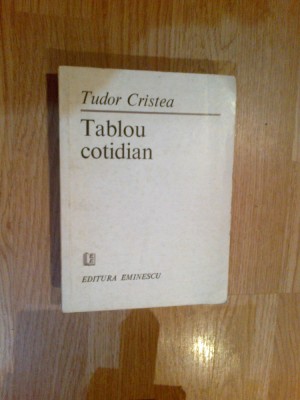 Tudor Cristea
Tablou
cotidian
EDITURA EMINESCU